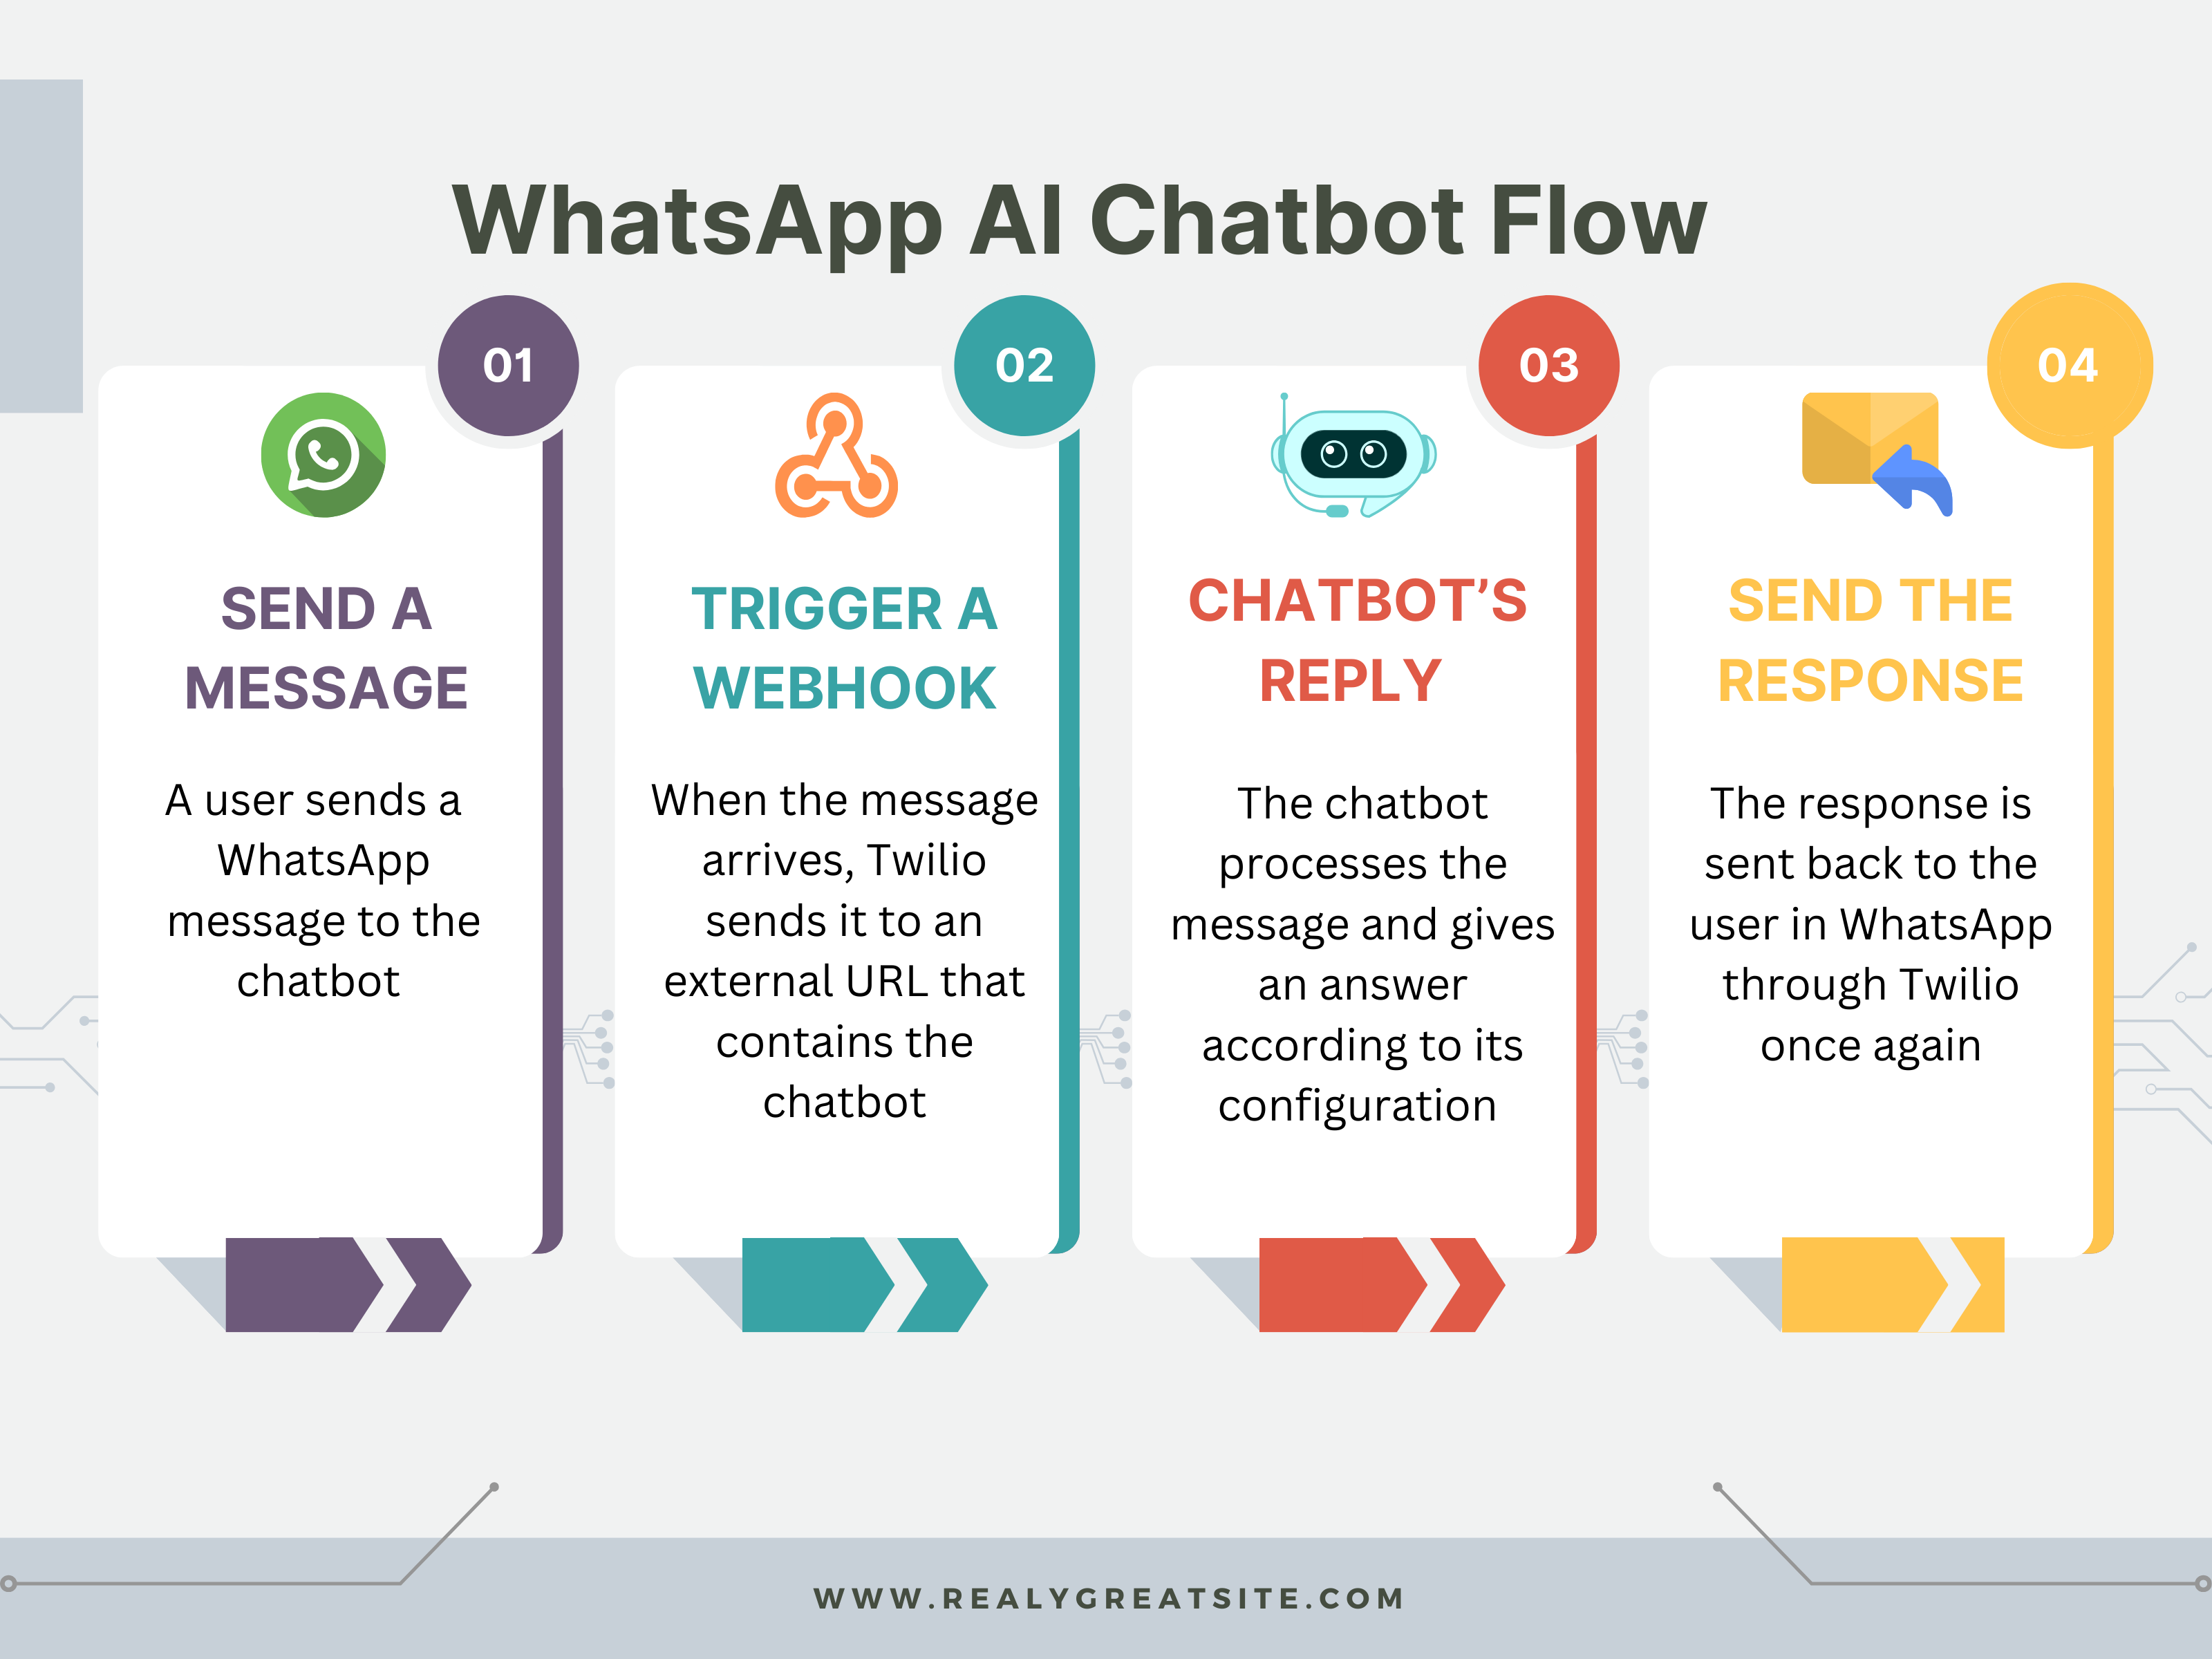 WhatsApp AI Chatbot Flow
01
SEND A
MESSAGE
A user sends a
WhatsApp
message to the
chatbot
02
TRIGGER A
WEBHOOK
When the message
arrives, Twilio
sends it to an
external URL that
contains the
chatbot
03
CHATBOT’S
REPLY
The chatbot
processes the
message and gives
an answer
according to its
configuration
04
SEND THE
RESPONSE
The response is
sent back to the
user in WhatsApp
through Twilio
once again
WWW.REALYGREATSITE.COM